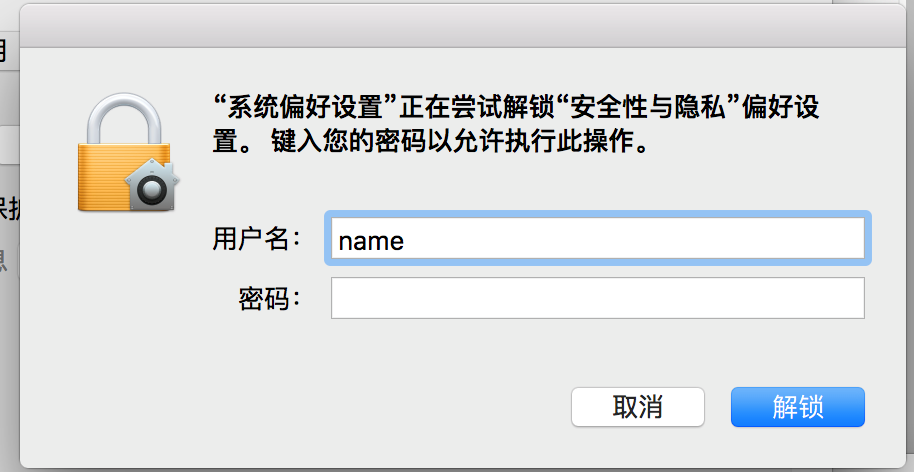 “系统偏好设置”正在尝试解锁“安全性与隐私”偏好设
置。 键入您的密码以允许执行此操作。
用户名： name
密码：
取消 解锁